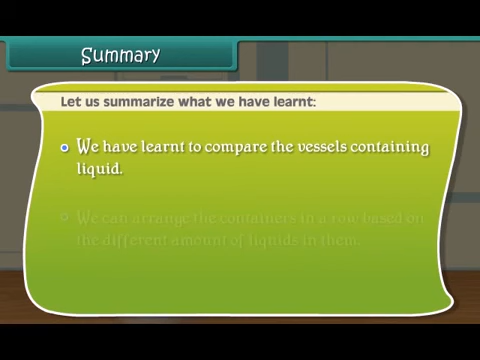 Summary
Let us summarize what we have learnt:
We have learnt to compare the vessels containing
liquid.
We can arrange the containers in a row based on
the different amount of liquids in them.